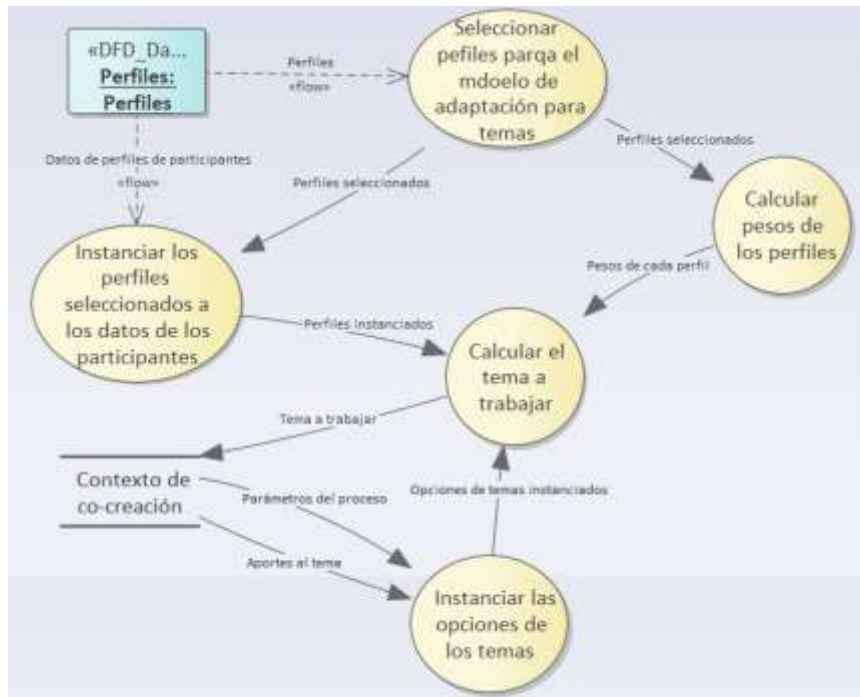 «DFD_Da...
Perfiles:
Perfiles
Perfiles
«flow»
Seleccionar
pefiles parqa el
mdoelo de
adaptación para
temas
Datos de perfiles de participantes
«flow»
Perfiles seleccionados
Perfiles seleccionados
Calcular
pesos de
los perfiles
Instanciar los
perfiles
seleccionados a
los datos de los
participantes
Pesos de cada perfil
Perfiles instanciados
Calcular el
tema a
trabajar
Tema a trabajar
Contexto de
co-creación
Parámetros del proceso
Opciones de temas instanciados
Aportes al tema
Instanciar las
opciones de
los temas